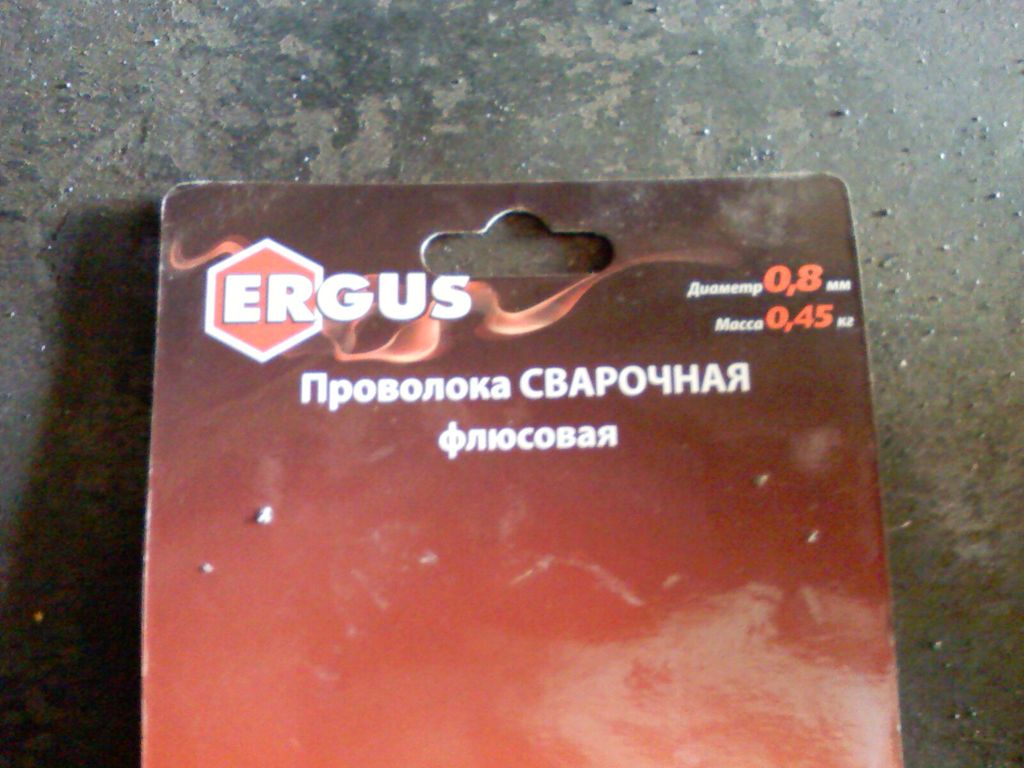 ERGUS
Диаметр 0,8 мм
Масса 0,45 кг
Проволока СВАРОЧНАЯ
флюсовая